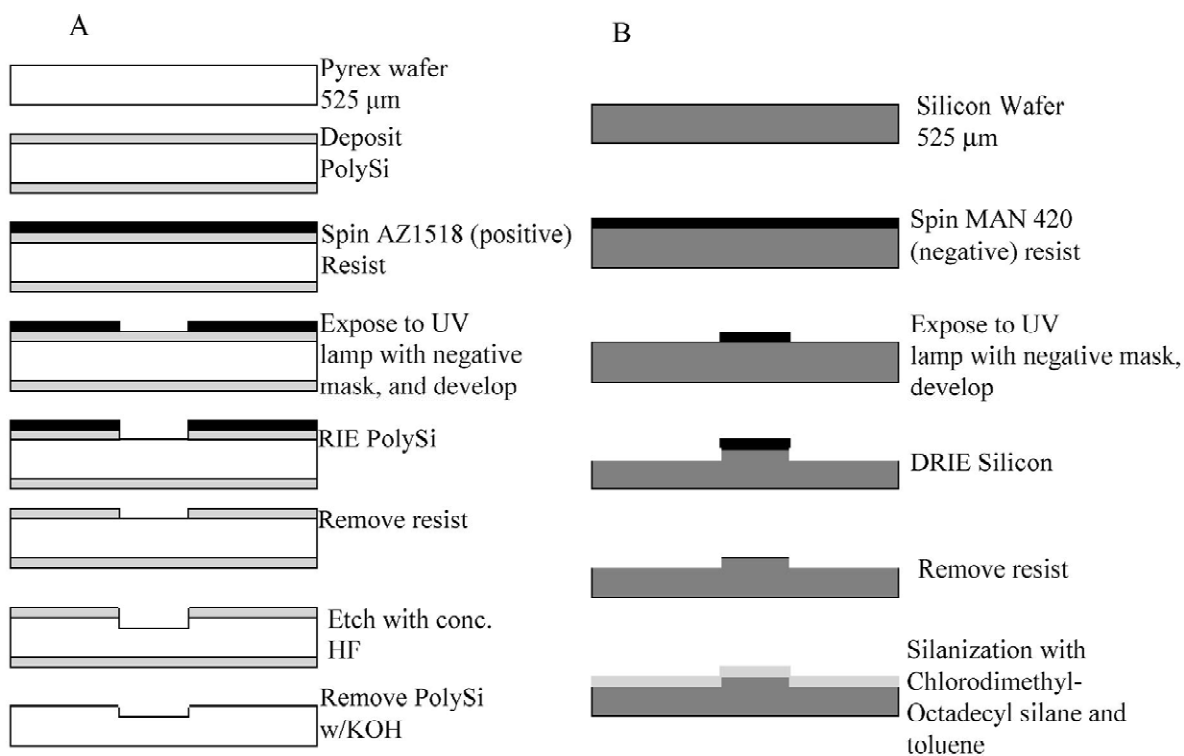 A
Pyrex wafer
525 μm
Deposit
PolySi
Spin AZ1518 (positive)
Resist
Expose to UV
lamp with negative
mask, and develop
RIE PolySi
Remove resist
Etch with conc.
HF
Remove PolySi
w/KOH
B
Silicon Wafer
525 μm
Spin MAN 420
(negative) resist
Expose to UV
lamp with negative mask,
develop
DRIE Silicon
Remove resist
Silanization with
Chlorodimethyl-
Octadecyl silane and
toluene